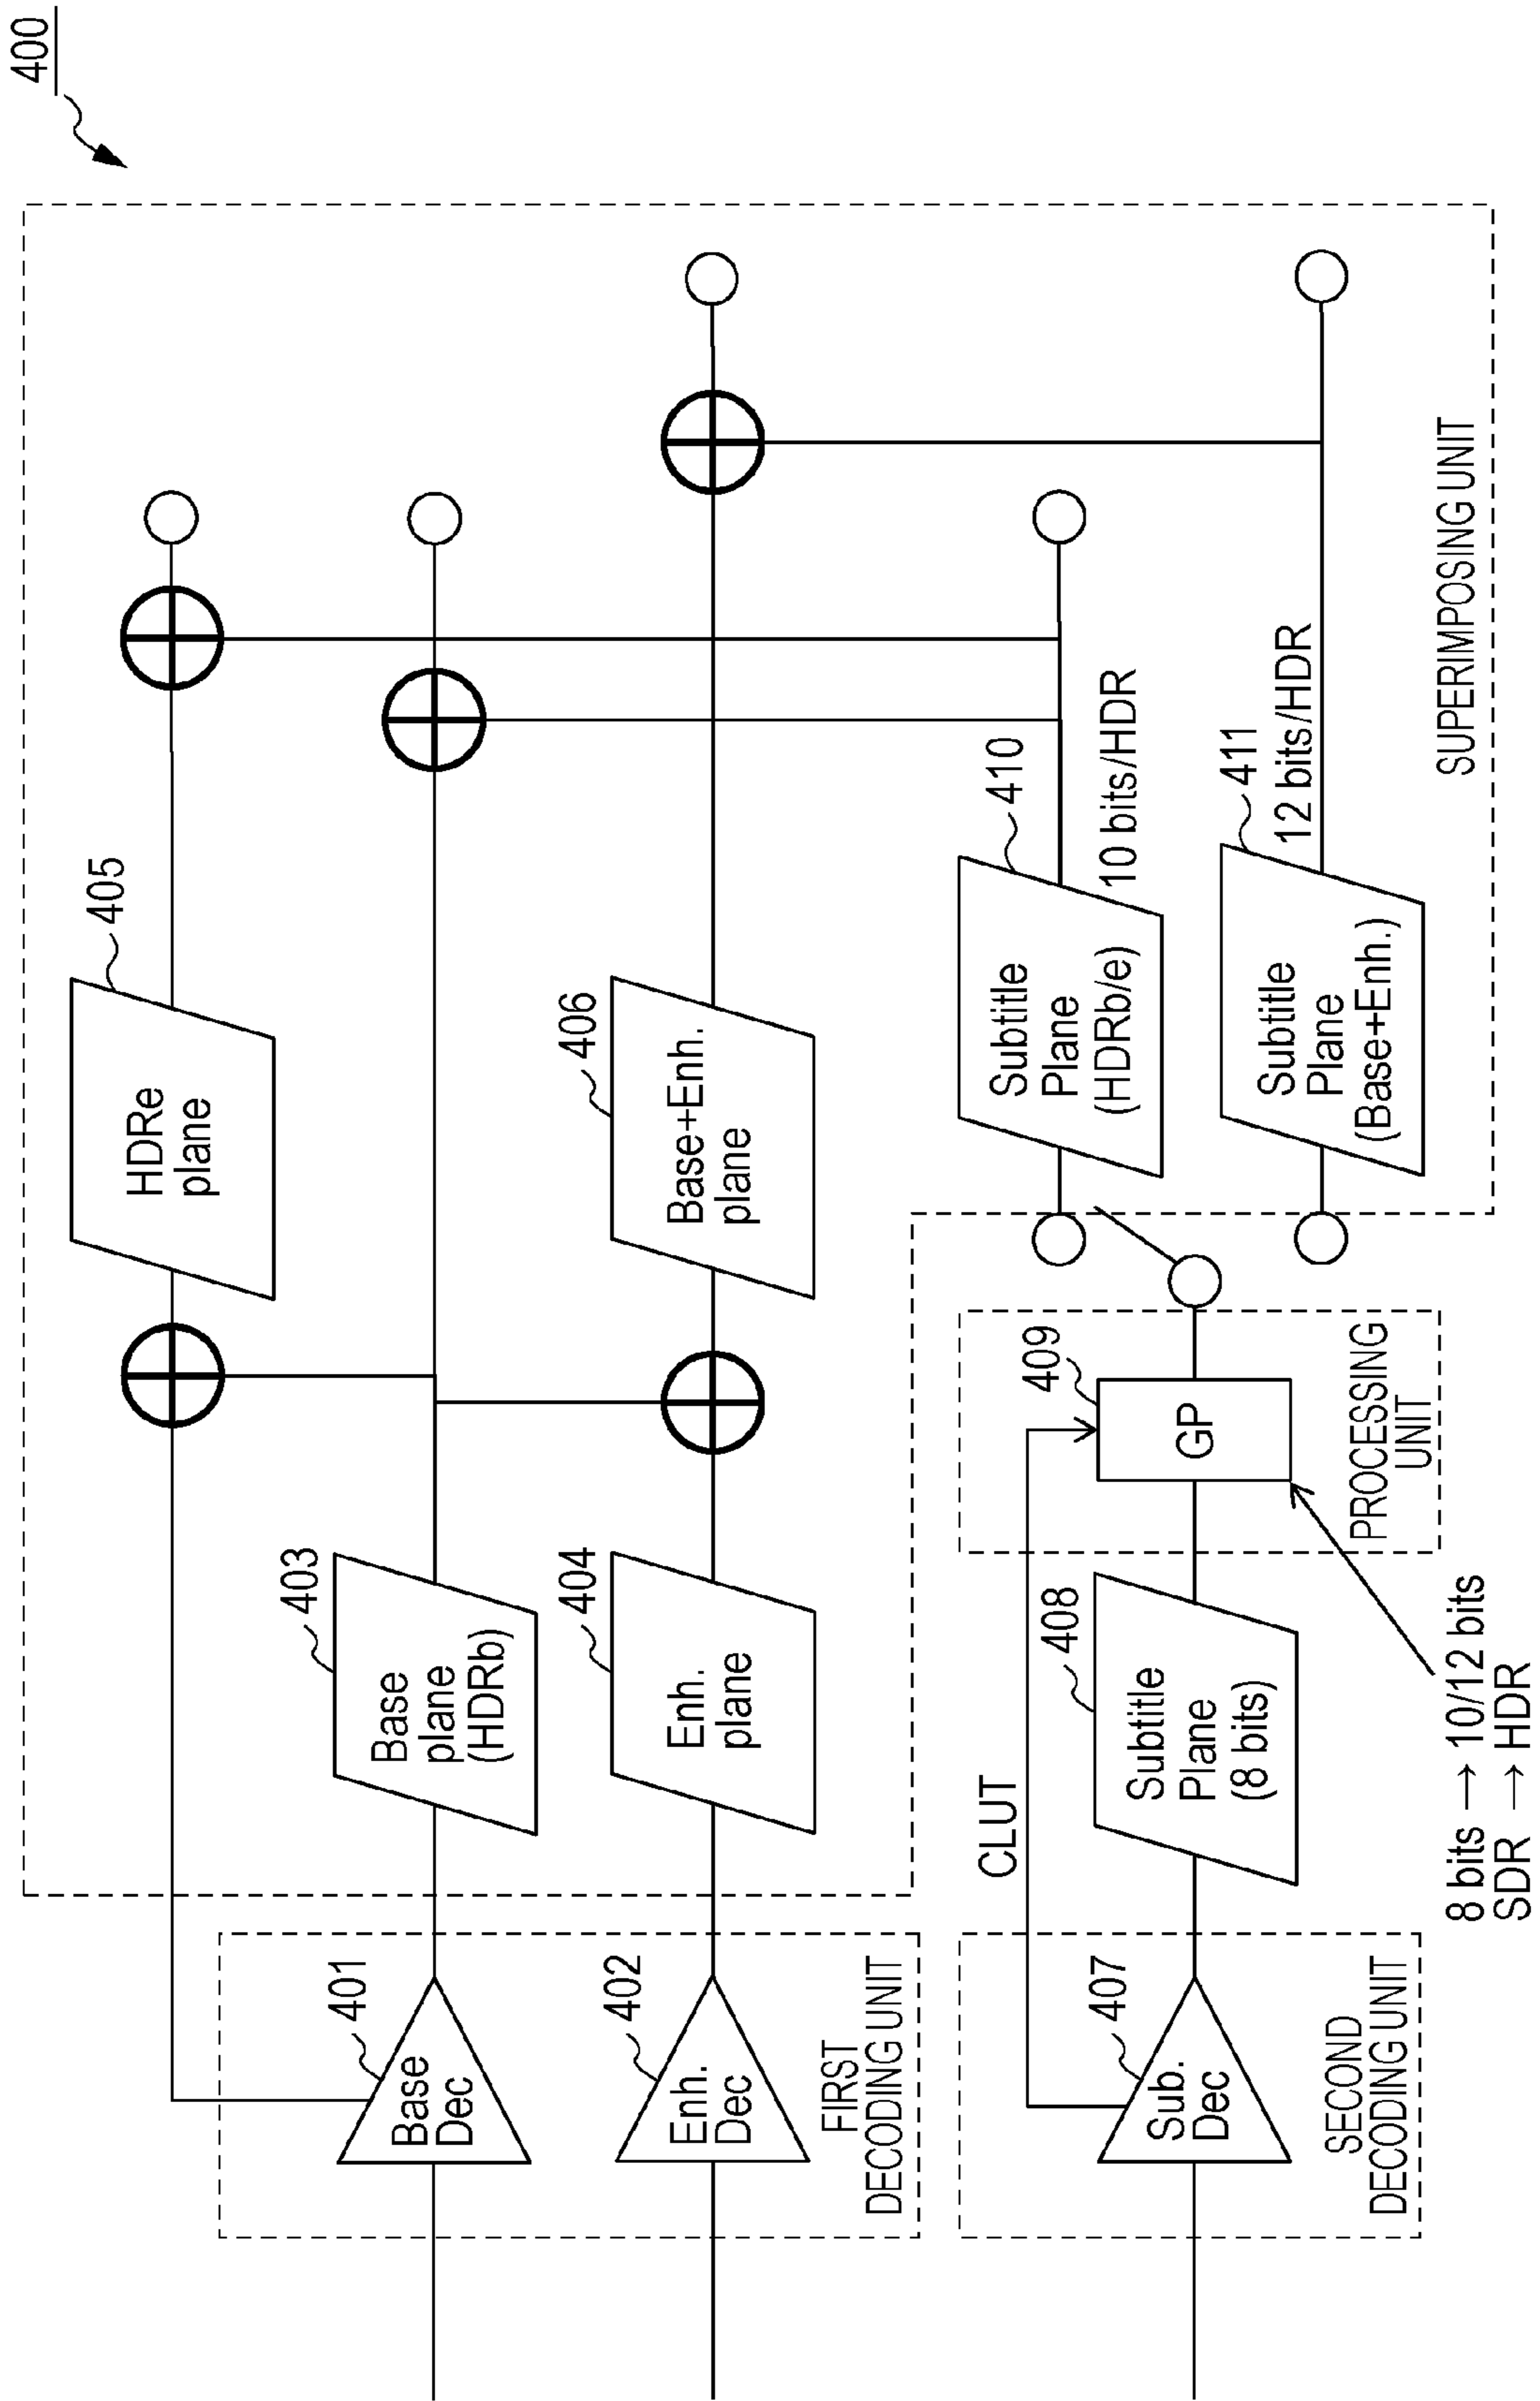 400
405
HDRe
plane
403
Base
plane
(HDRb)
401
Base
Dec
404
Enh.
plane
406
Base+Enh.
plane
402
Enh.
Dec
FIRST
DECODING UNIT
410
Subtitle
Plane
(HDRb/e)
10 bits/HDR
411
Subtitle
Plane
(Base+Enh.)
12 bits/HDR
SUPERIMPOSING UNIT
CLUT
407
Sub.
Dec
SECOND
DECODING UNIT
408
Subtitle
Plane
(8 bits)
409
GP
PROCESSING
UNIT
8 bits → 10/12 bits
SDR → HDR